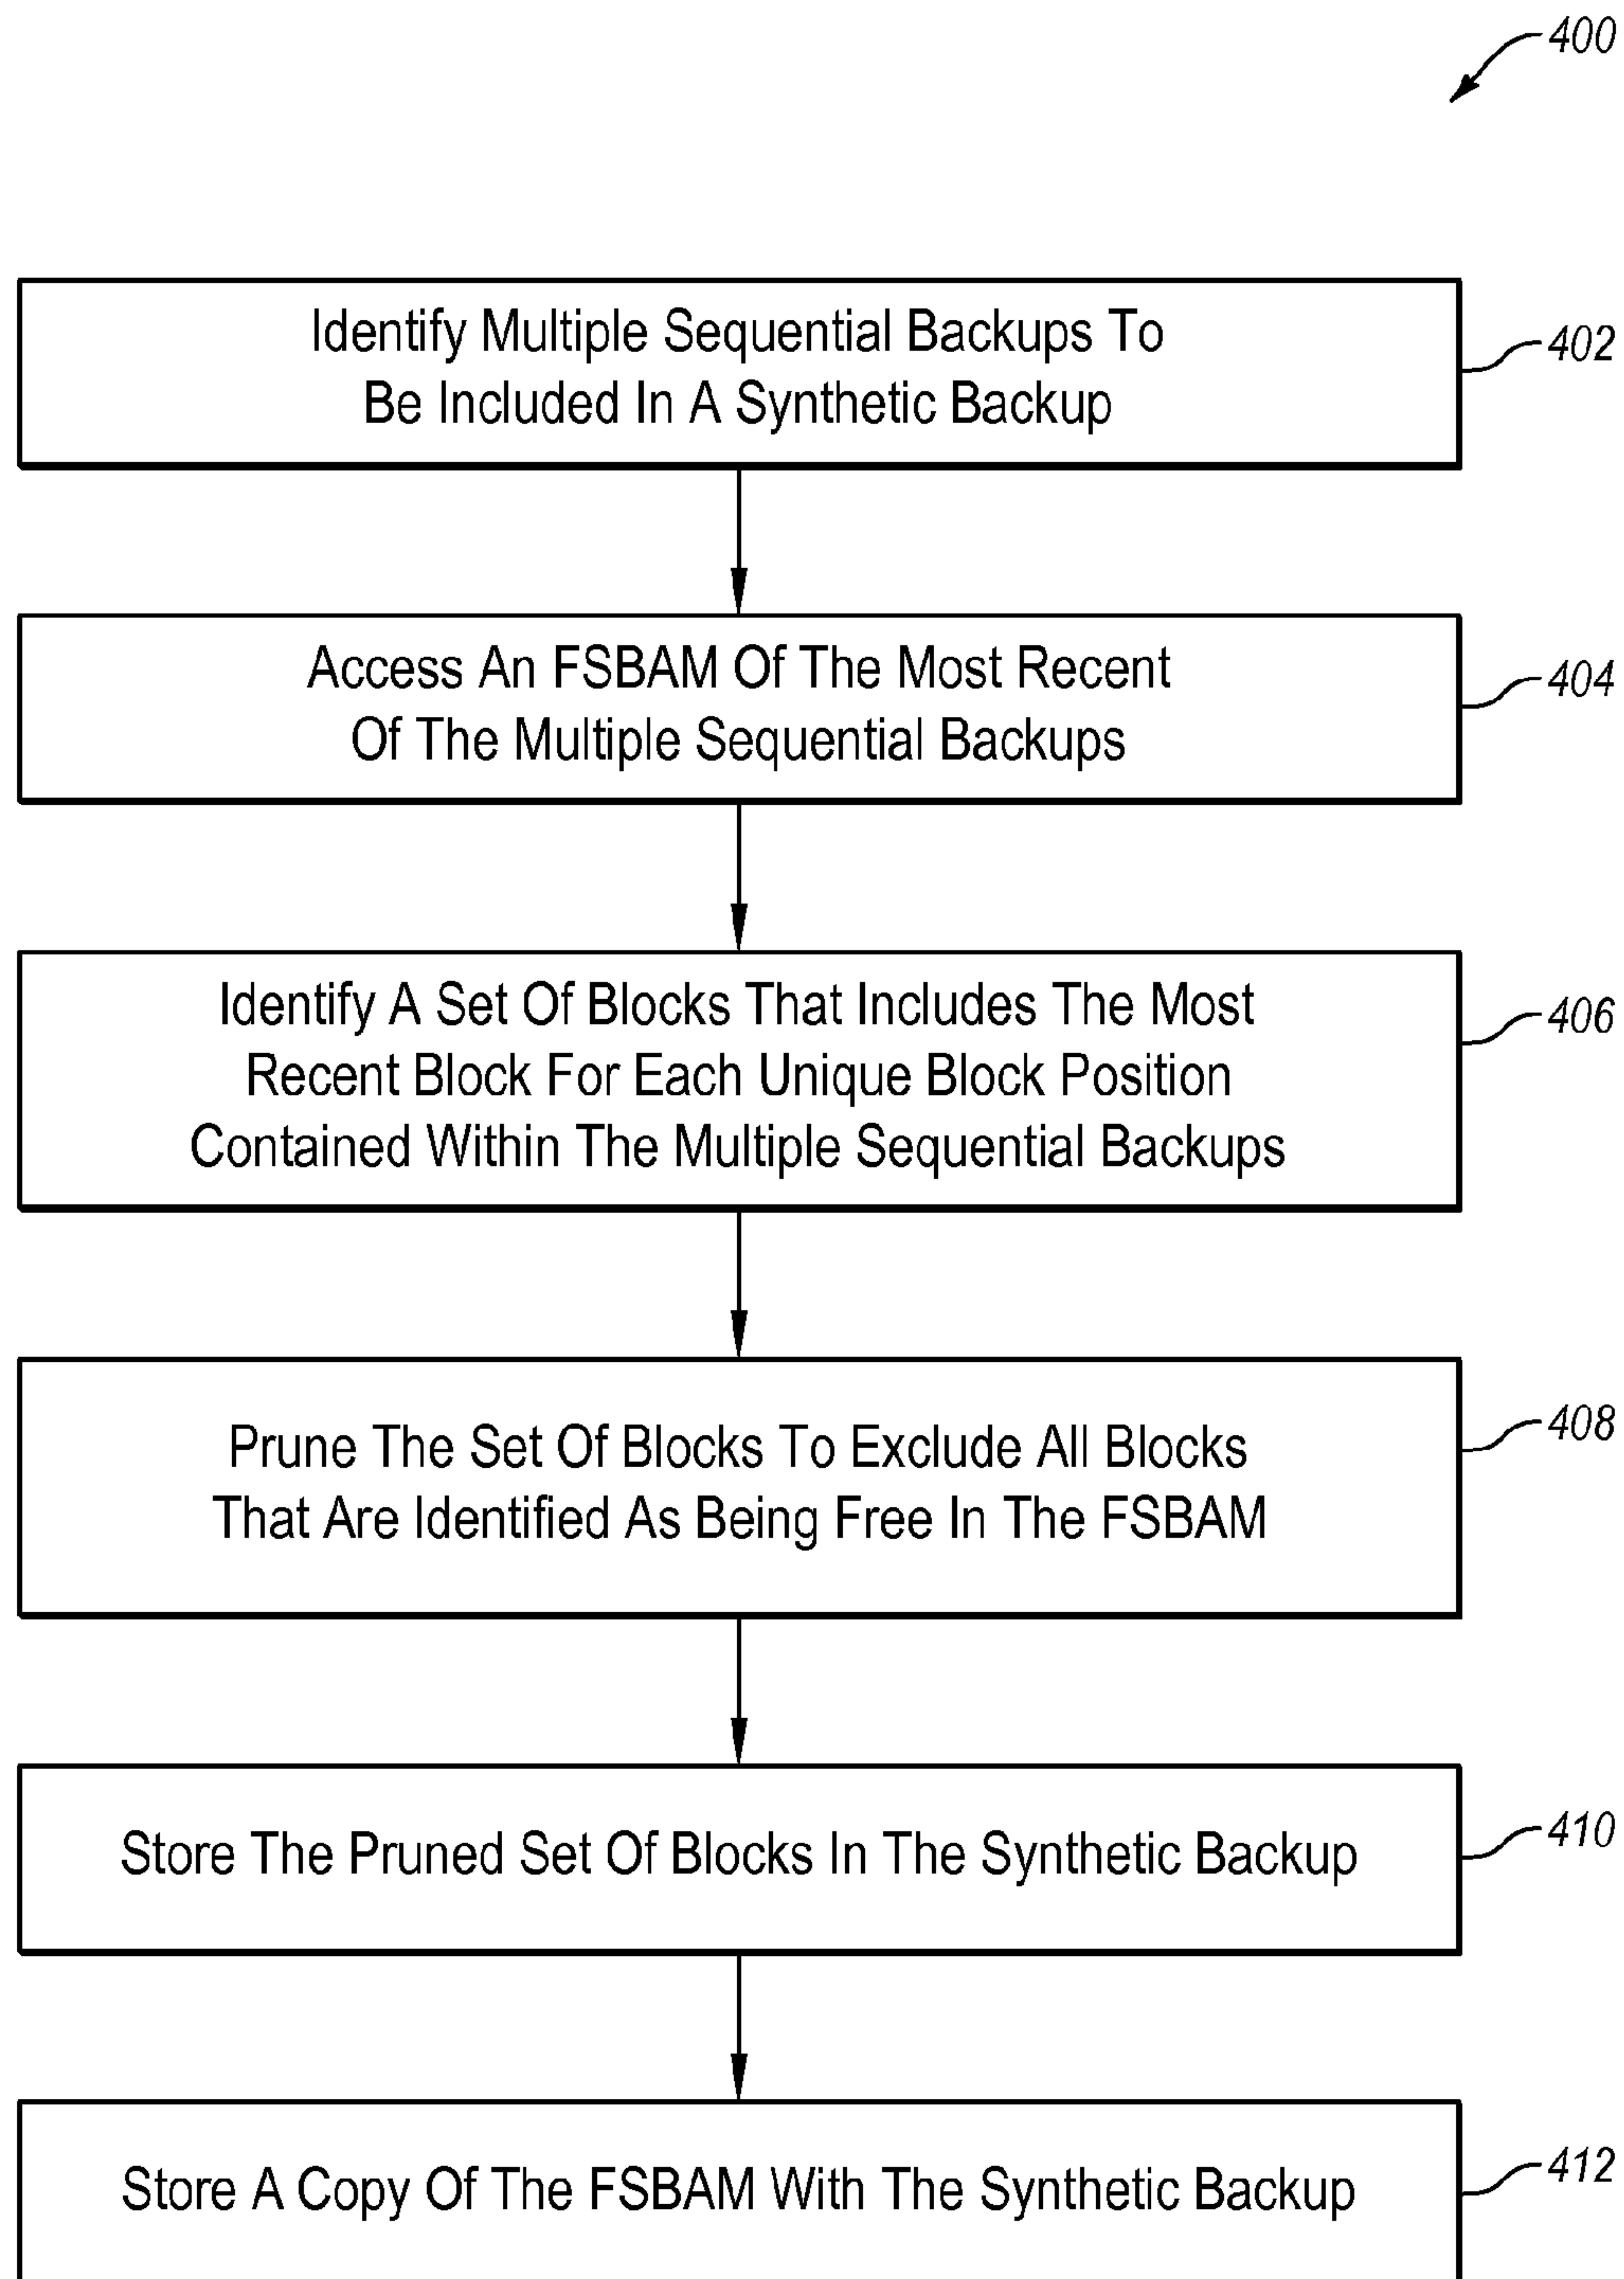 400
Identify Multiple Sequential Backups To
Be Included In A Synthetic Backup
402
Access An FSBAM Of The Most Recent
Of The Multiple Sequential Backups
404
Identify A Set Of Blocks That Includes The Most
Recent Block For Each Unique Block Position
Contained Within The Multiple Sequential Backups
406
Prune The Set Of Blocks To Exclude All Blocks
That Are Identified As Being Free In The FSBAM
408
Store The Pruned Set Of Blocks In The Synthetic Backup
410
Store A Copy Of The FSBAM With The Synthetic Backup
412